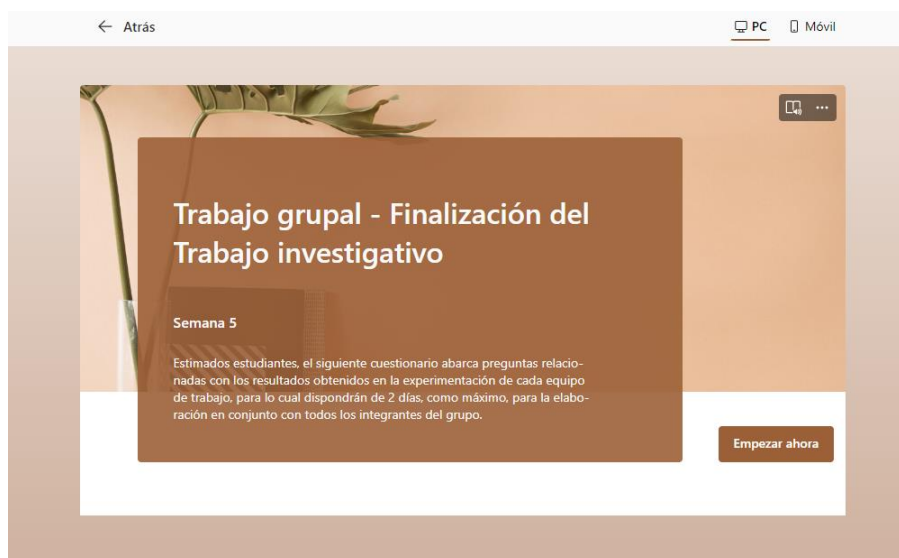 Atrás
PC
Móvil
Trabajo grupal - Finalización del
Trabajo investigativo
Semana 5
Estimados estudiantes, el siguiente cuestionario abarca preguntas relacio-
nadas con los resultados obtenidos en la experimentación de cada equipo
de trabajo, para lo cual dispondrán de 2 días, como máximo, para la elabo-
ración en conjunto con todos los integrantes del grupo.
Empezar ahora